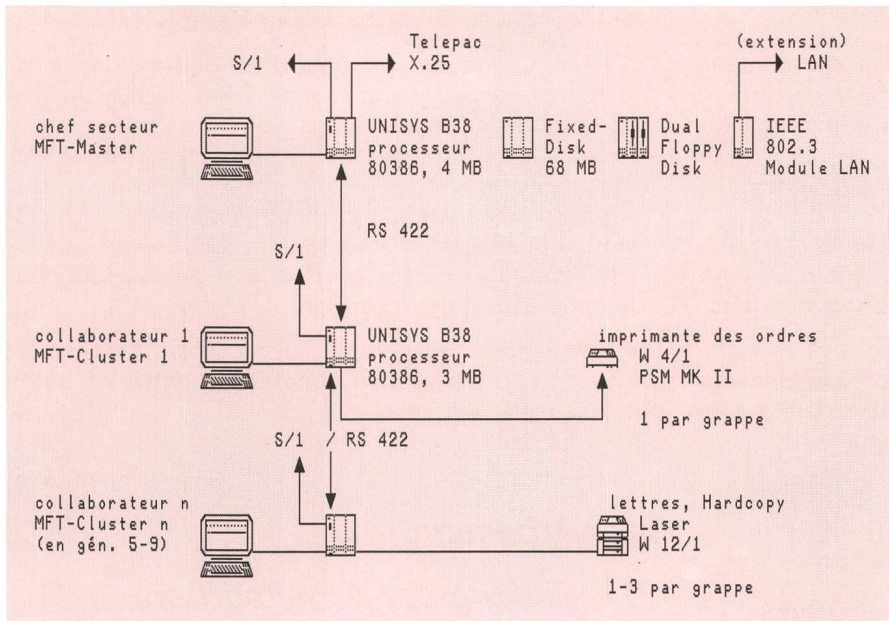 Telepac
X.25
S/1
(extension)
LAN
chef secteur
MFT-Master
UNISYS B38
processeur
80386, 4 MB
Fixed-
Disk
68 MB
Dual
Floppy
Disk
IEEE
802.3
Module LAN
RS 422
S/1
collaborateur 1
MFT-Cluster 1
UNISYS B38
processeur
80386, 3 MB
imprimante des ordres
W 4/1
PSM MK II
1 par grappe
S/1 / RS 422
collaborateur n
MFT-Cluster n
(en gén. 5-9)
lettres, Hardcopy
Laser
W 12/1
1-3 par grappe